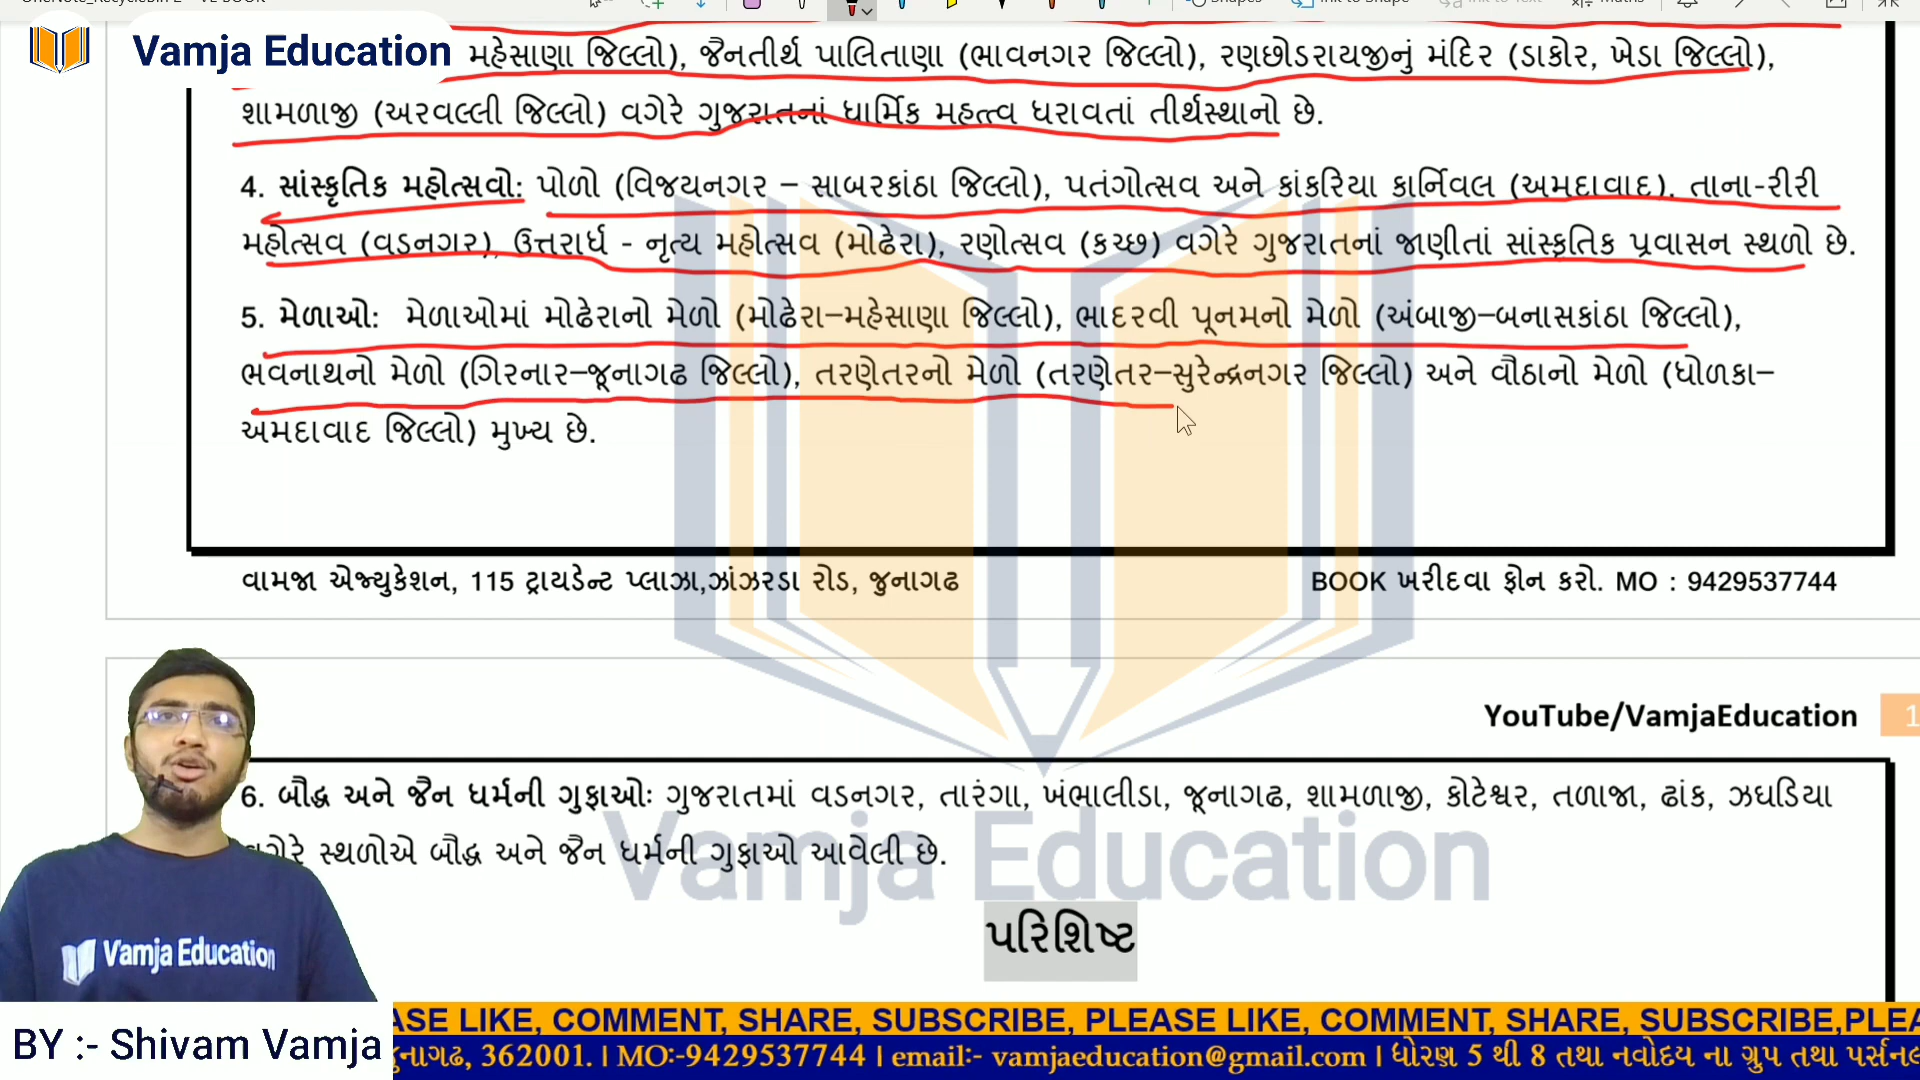 Vamja Education
મહેસાણા જિલ્લો), જૈનતીર્થ પાલિતાણા (ભાવનગર જિલ્લો), રણછોડરાયજીનું મંદિર (ડાકોર, ખેડા જિલ્લો),
શામળાજી (અરવલ્લી જિલ્લો) વગેરે ગુજરાતનાં ધાર્મિક મહત્ત્વ ધરાવતાં તીર્થસ્થાનો છે.
4. સાંસ્કૃતિક મહોત્સવો: પોળો (વિજયનગર – સાબરકાંઠા જિલ્લો), પતંગોત્સવ અને કાંકરિયા કાર્નિવલ (અમદાવાદ). તાના-રીરી
મહોત્સવ (વડનગર), ઉત્તરાર્ધ - નૃત્ય મહોત્સવ (મોઢેરા), રણોત્સવ (કચ્છ) વગેરે ગુજરાતનાં જાણીતાં સાંસ્કૃતિક પ્રવાસન સ્થળો છે.
5. મેળાઓ: મેળાઓમાં મોઢેરાનો મેળો (મોઢેરા–મહેસાણા જિલ્લો), ભાદરવી પૂનમનો મેળો (અંબાજી–બનાસકાંઠા જિલ્લો),
ભવનાથનો મેળો (ગિરનાર–જૂનાગઢ જિલ્લો), તરણેતરનો મેળો (તરણેતર–સુરેન્દ્રનગર જિલ્લો) અને વૌઠાનો મેળો (ધોળકા–
અમદાવાદ જિલ્લો) મુખ્ય છે.
વામજા એજ્યુકેશન, 115 ટ્રાયડેન્ટ પ્લાઝા,ઝાંઝરડા રોડ, જુનાગઢ
BOOK ખરીદવા ફોન કરો. MO : 9429537744
YouTube/VamjaEducation
6. બૌદ્ધ અને જૈન ધર્મની ગુફાઓઃ ગુજરાતમાં વડનગર, તારંગા, ખંભાલીડા, જૂનાગઢ, શામળાજી, કોટેશ્વર, તળાજા, ઢાંક, ઝઘડિયા
વગેરે સ્થળોએ બૌદ્ધ અને જૈન ધર્મની ગુફાઓ આવેલી છે.
Vamja Education
પરિશિષ્ટ
Vamja Education
BY :- Shivam Vamja
LIKE, COMMENT, SHARE, SUBSCRIBE, PLEASE LIKE, COMMENT, SHARE, SUBSCRIBE,
362001. | MO:-9429537744 | email:- vamjaeducation@gmail.com | ધોરણ 5 થી 8 તથા નવોદય ના ગ્રુપ તથા